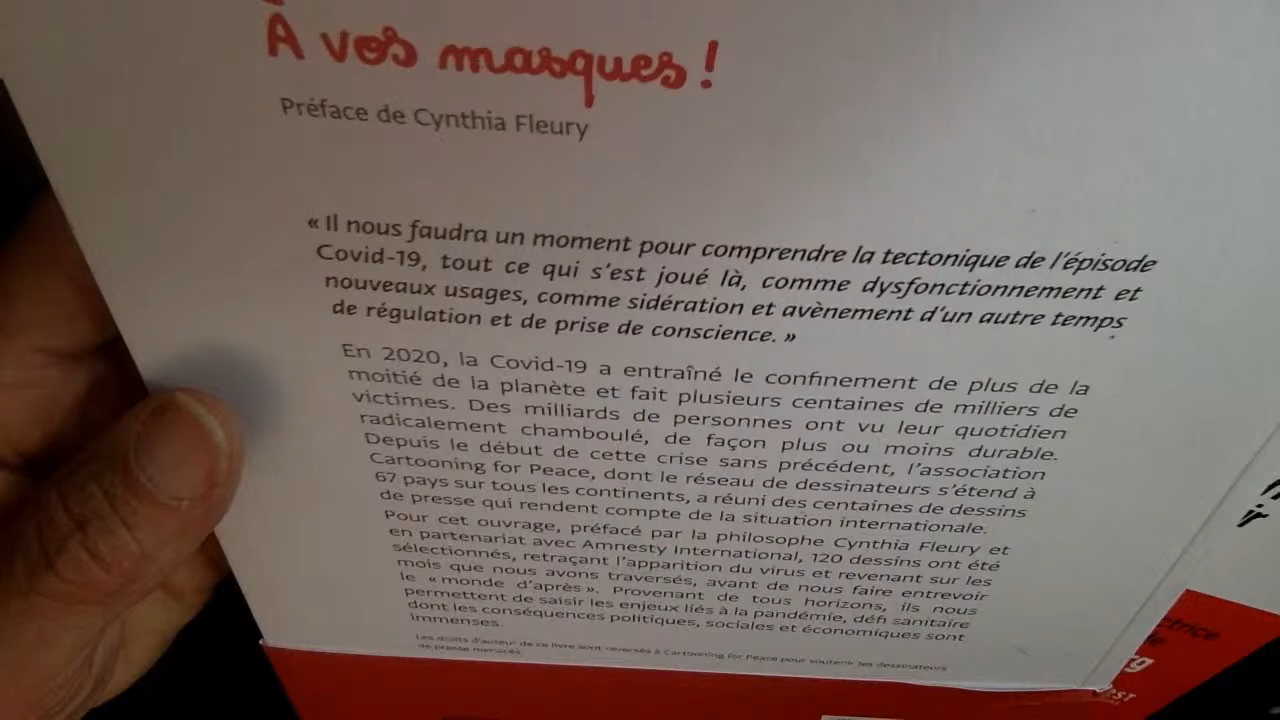 À vos masques !
Préface de Cynthia Fleury
« Il nous faudra un moment pour comprendre la tectonique de l'épisode
Covid-19, tout ce qui s'est joué là, comme dysfonctionnement et
nouveaux usages, comme sidération et avènement d'un autre temps
de régulation et de prise de conscience. »
En 2020, la Covid-19 a entraîné le confinement de plus de la
moitié de la planète et fait plusieurs centaines de milliers de
victimes. Des milliards de personnes ont vu leur quotidien
radicalement chamboulé, de façon plus ou moins durable.
Depuis le début de cette crise sans précédent, l'association
Cartooning for Peace, dont le réseau de dessinateurs s'étend à
67 pays sur tous les continents, a réuni des centaines de dessins
de presse qui rendent compte de la situation internationale.
Pour cet ouvrage, préfacé par la philosophe Cynthia Fleury et
en partenariat avec Amnesty International, 120 dessins ont été
sélectionnés, retraçant l'apparition du virus et revenant sur les
mois que nous avons traversés, avant de nous faire entrevoir
le « monde d'après ». Provenant de tous horizons, ils nous
permettent de saisir les enjeux liés à la pandémie, défi sanitaire
dont les conséquences politiques, sociales et économiques sont
immenses.
Les droits d'auteur de ce livre sont reversés à Cartooning for Peace pour soutenir les dessinateurs
de presse menacés.